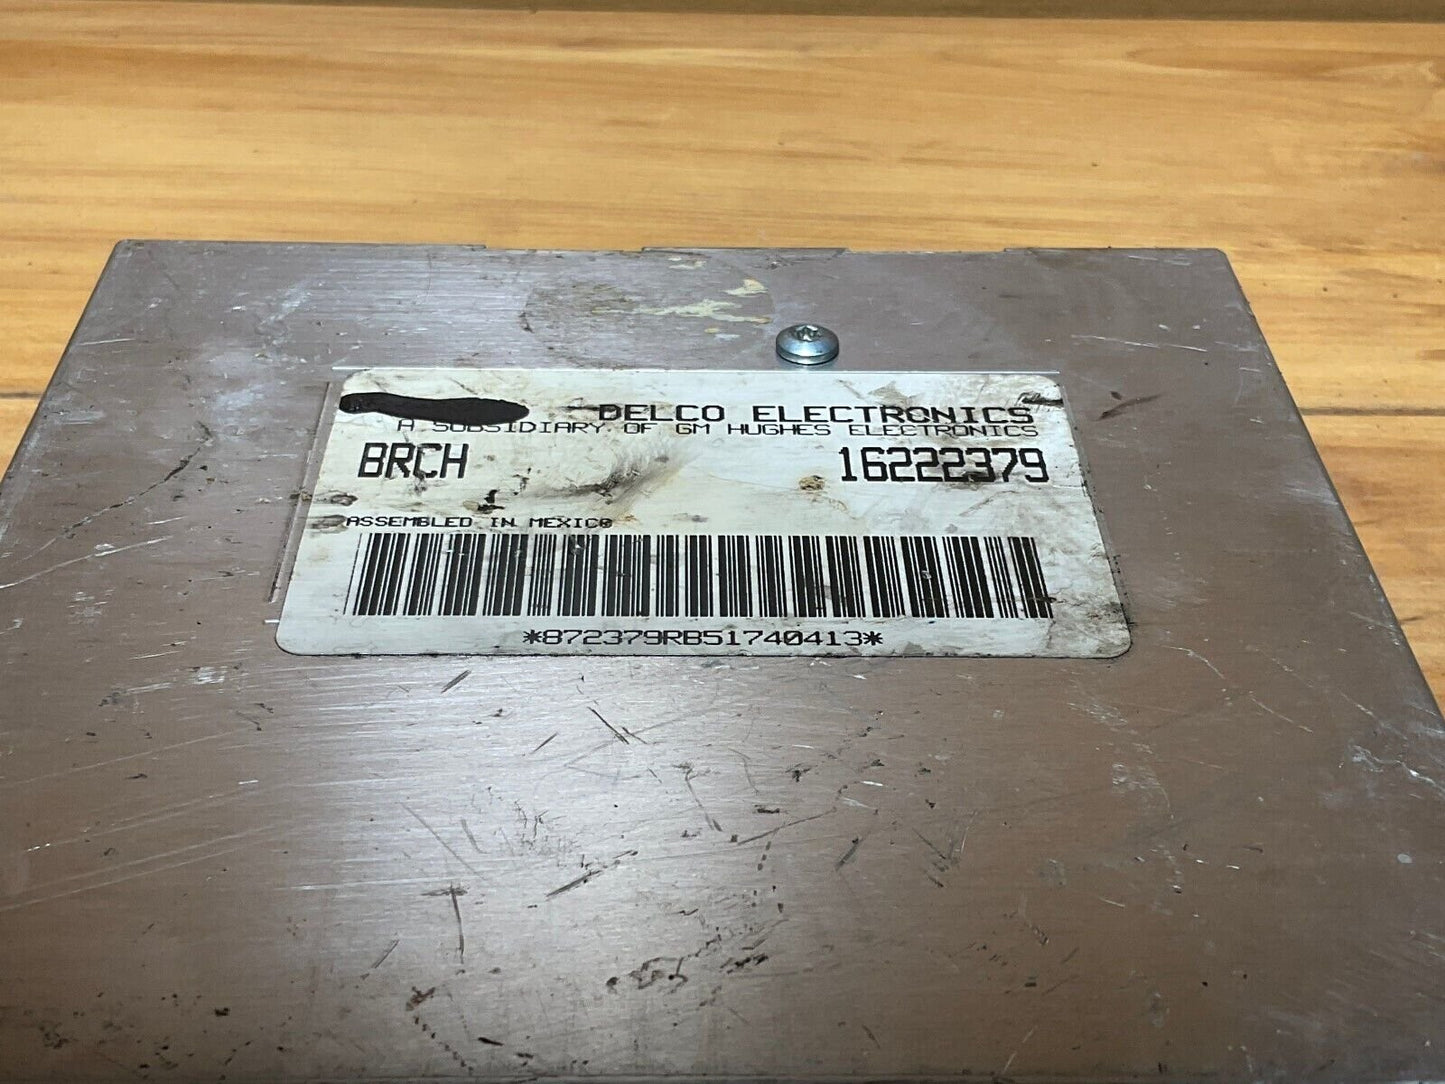 DELCO ELECTRONICS
A SUBSIDIARY OF GM HUGHES ELECTRONICS
BRCH 16222379
ASSEMBLED IN MEXICO
*872379RB51740413*